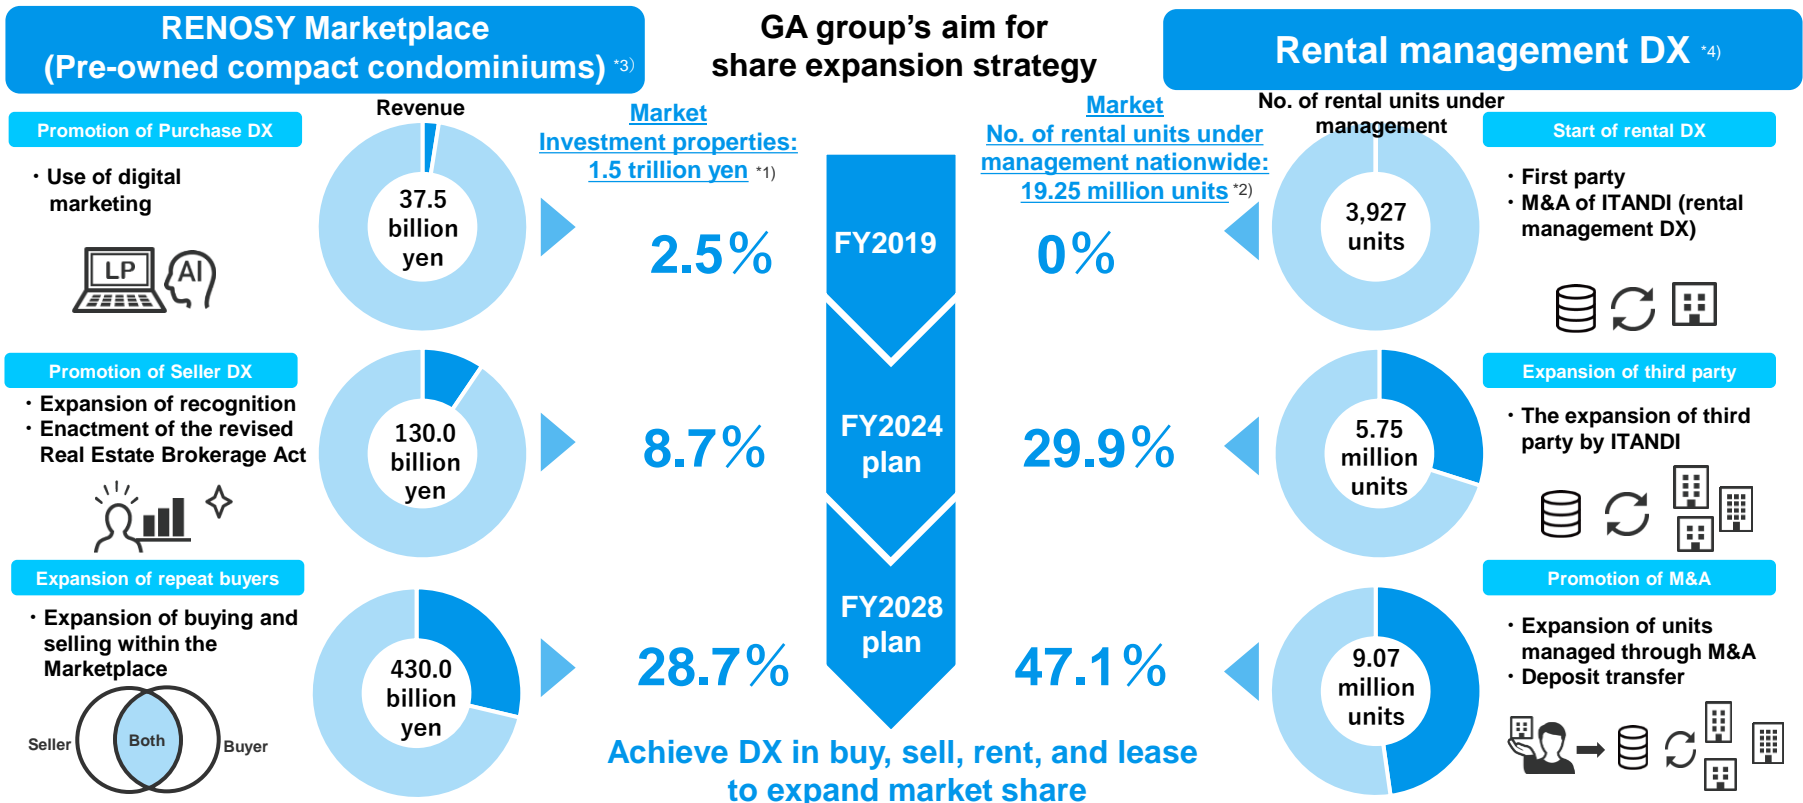 RENOSY Marketplace
(Pre-owned compact condominiums) *3)
GA group's aim for
share expansion strategy
Rental management DX *4)
Promotion of Purchase DX
・Use of digital
marketing
LP
AI
Revenue
37.5
billion
yen
Market
Investment properties:
1.5 trillion yen *1)
2.5%
FY2019
Market
No. of rental units under
management nationwide:
19.25 million units *2)
0%
No. of rental units under
management
3,927
units
Start of rental DX
・First party
・M&A of ITANDI (rental
management DX)
Promotion of Seller DX
・Expansion of recognition
・Enactment of the revised
Real Estate Brokerage Act
130.0
billion
yen
8.7%
FY2024
plan
29.9%
5.75
million
units
Expansion of third party
・The expansion of third
party by ITANDI
Expansion of repeat buyers
・Expansion of buying and
selling within the
Marketplace
Seller
Both
Buyer
430.0
billion
yen
28.7%
FY2028
plan
47.1%
9.07
million
units
Promotion of M&A
・Expansion of units
managed through M&A
・Deposit transfer
Achieve DX in buy, sell, rent, and lease
to expand market share